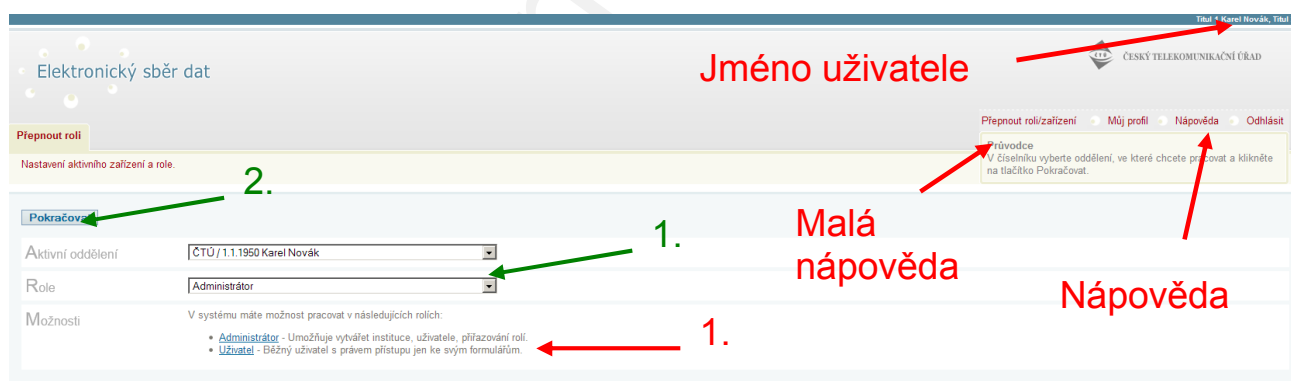 Titul 1 Karel Novák, Titul
Elektronický sběr dat
Jméno uživatele
ČESKÝ TELEKOMUNIKAČNÍ ÚŘAD
Přepnout roli/zařízení Můj profil Nápověda Odhlásit
Přepnout roli
Průvodce
V číselníku vyberte oddělení, ve které chcete pracovat a klikněte
na tlačítko Pokračovat.
Nastavení aktivního zařízení a role.
2.
Pokračovat
Malá
nápověda
1.
Aktivní oddělení
ČTÚ / 1.1.1950 Karel Novák
Role
Administrátor
Nápověda
Možnosti
V systému máte možnost pracovat v následujících rolích:
• Administrátor - Umožňuje vytvářet instituce, uživatele, přiřazování rolí.
• Uživatel - Běžný uživatel s právem přístupu jen ke svým formulářům.
1.